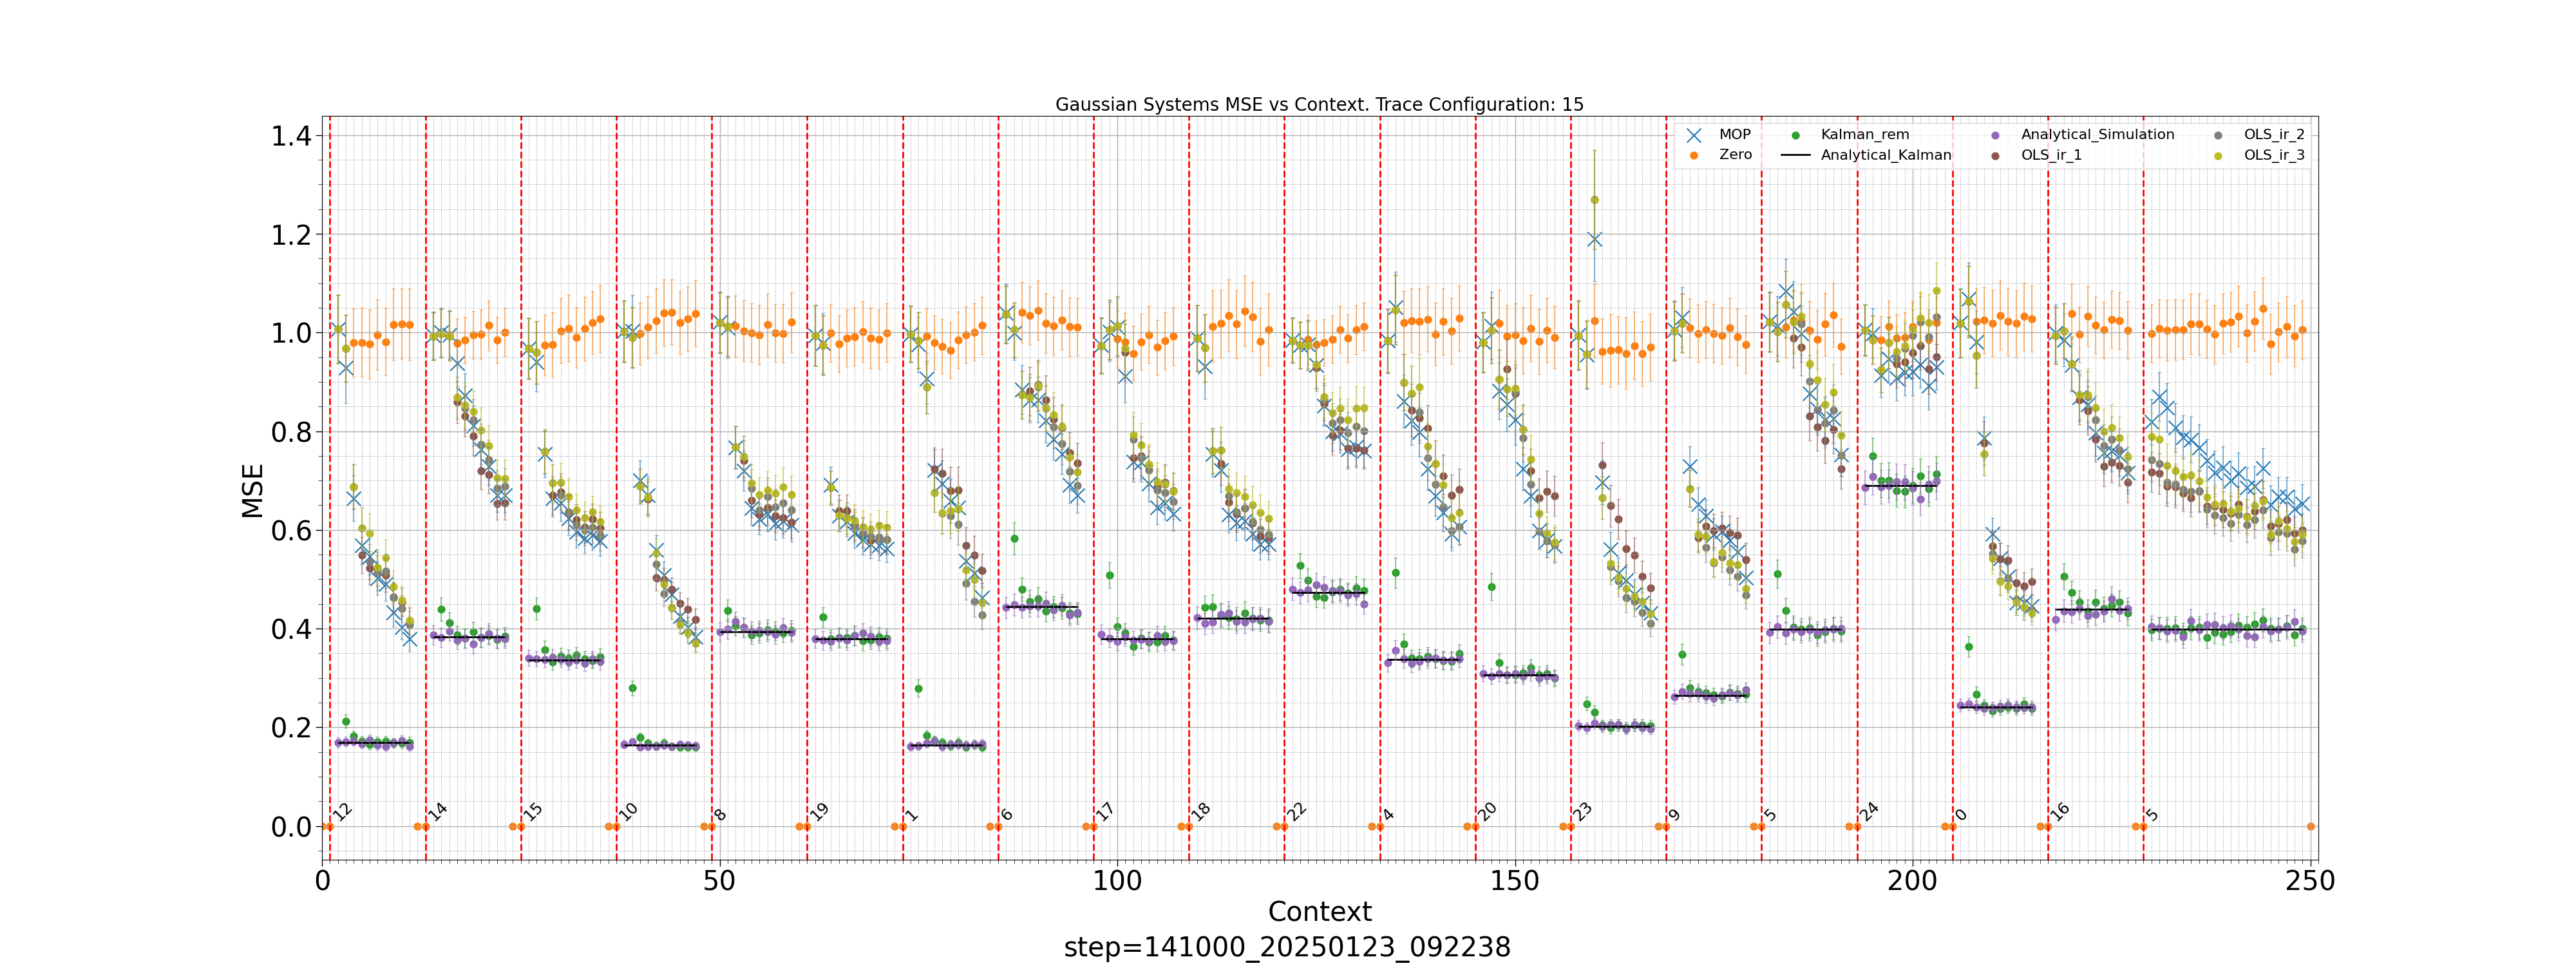 Gaussian Systems MSE vs Context. Trace Configuration: 15
MOP
Zero
Kalman_rem
Analytical_Kalman
Analytical_Simulation
OLS_ir_1
OLS_ir_2
OLS_ir_3
MSE
1.4
1.2
1.0
0.8
0.6
0.4
0.2
0.0
12
14
15
10
8
19
1
6
17
18
22
4
20
23
9
5
24
0
16
5
0
50
100
150
200
250
Context
step=141000_20250123_092238